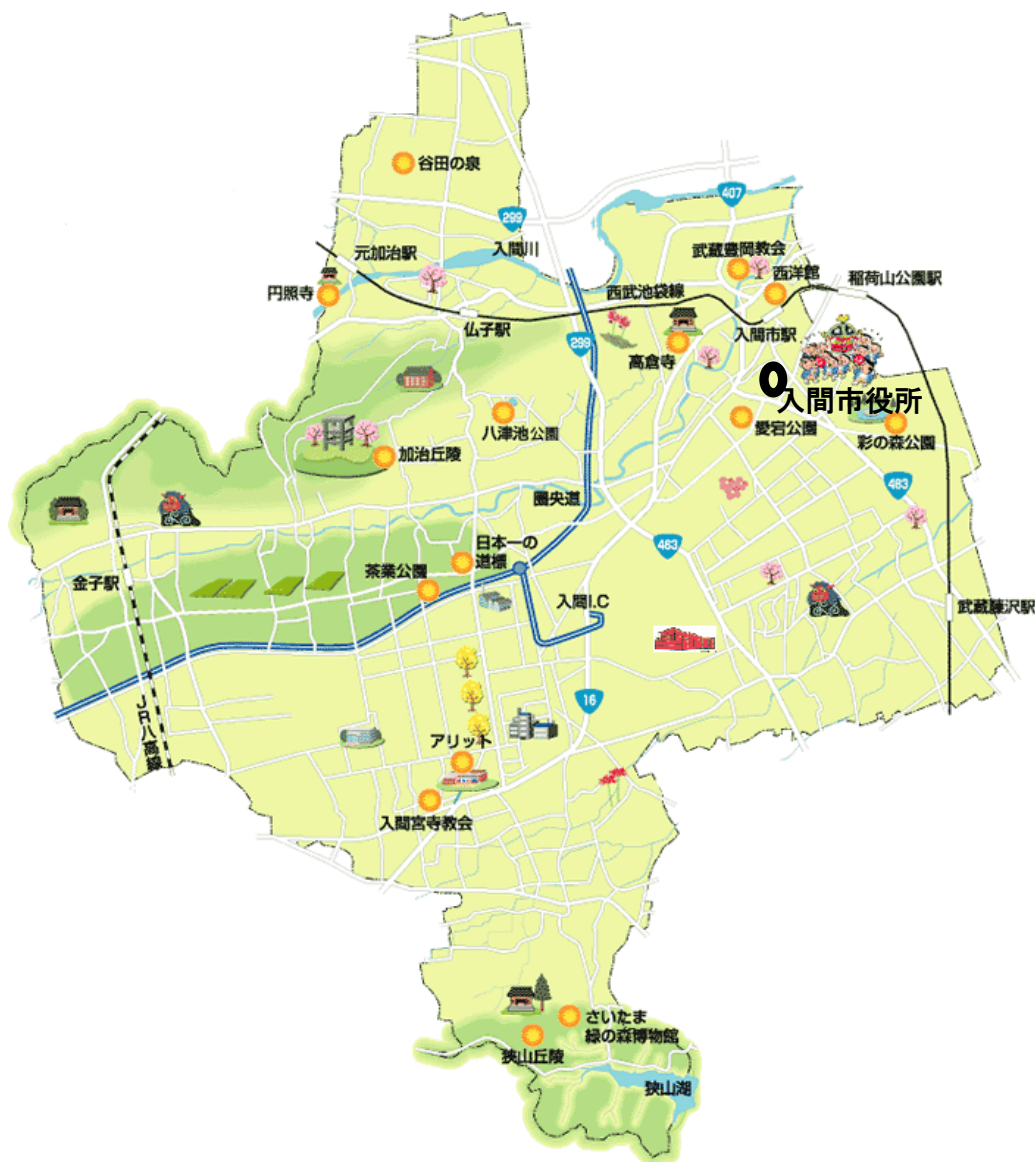 谷田の泉
407
299
入間川
武蔵豊岡教会
元加治駅
西洋館
稲荷山公園駅
円照寺
西武池袋線
仏子駅
入間市駅
299
高倉寺
入間市役所
八津池公園
愛宕公園
彩の森公園
加治丘陵
463
圏央道
日本一の
道標
463
茶業公園
金子駅
入間I.C
武蔵藤沢駅
16
JR八高線
アリット
入間宮寺教会
さいたま
緑の森博物館
狭山丘陵
狭山湖